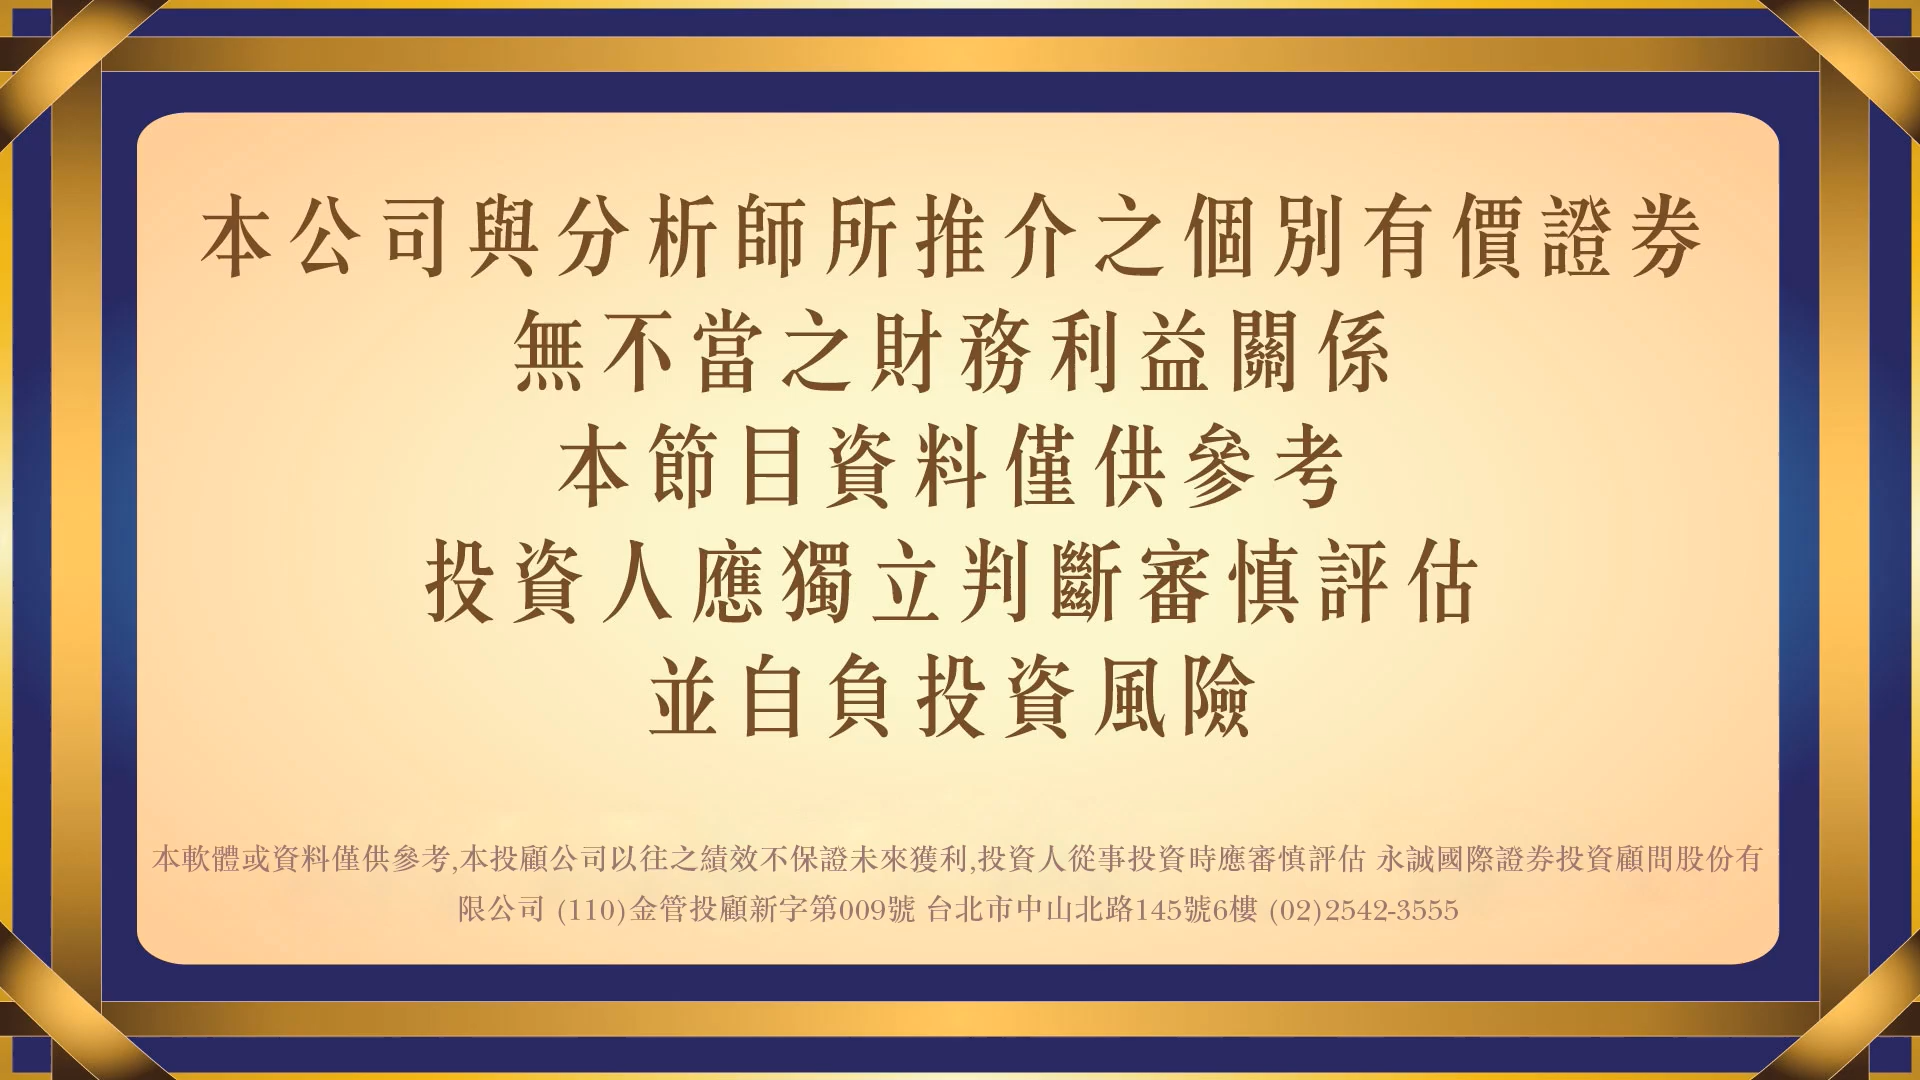 本公司與分析師所推介之個別有價證券
無不當之財務利益關係
本節目資料僅供參考
投資人應獨立判斷審慎評估
並自負投資風險
本軟體或資料僅供參考,本投顧公司以往之績效不保證未來獲利,投資人從事投資時應審慎評估 永誠國際證券投資顧問股份有
限公司 (110)金管投顧新字第009號 台北市中山北路145號6樓 (02)2542-3555